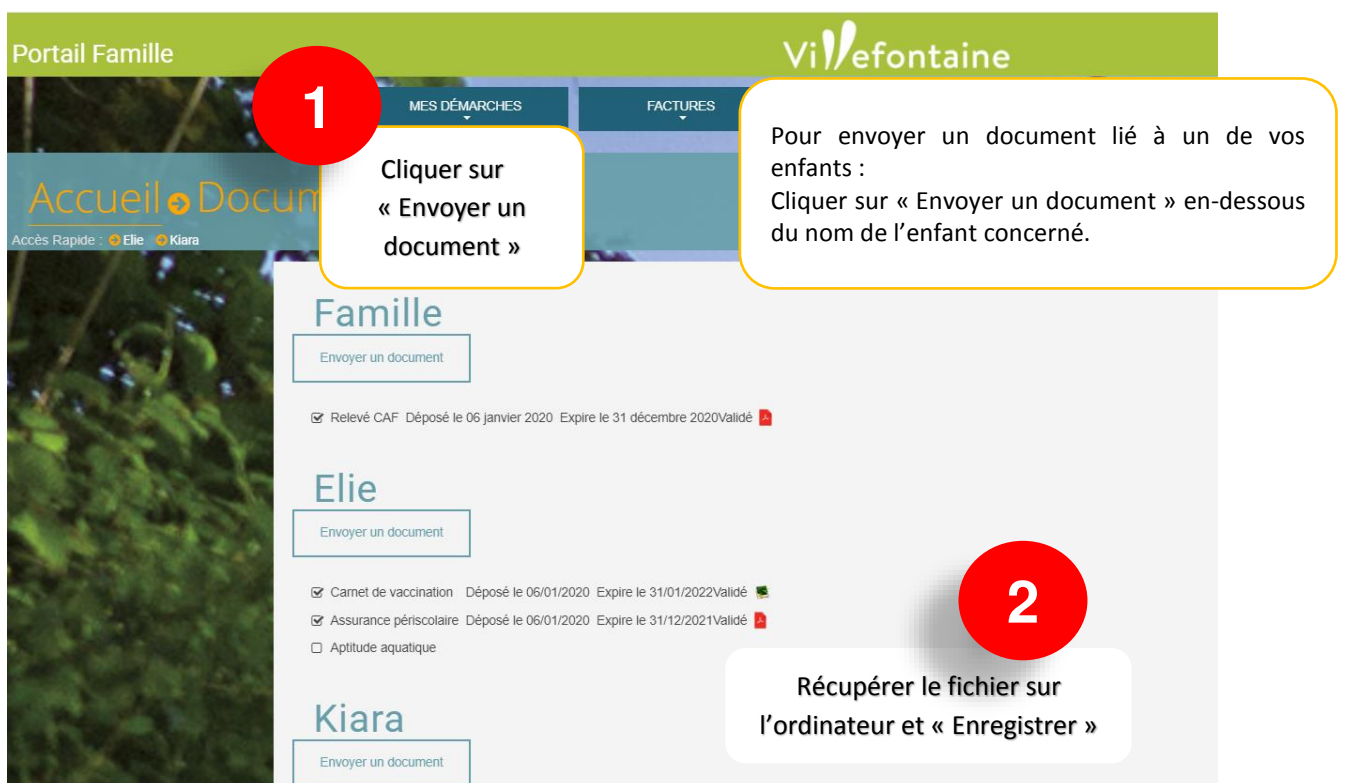 Portail Famille
Villefontaine
1
MES DÉMARCHES
FACTURES
Pour envoyer un document lié à un de vos
enfants :
Cliquer sur « Envoyer un document » en-dessous
du nom de l’enfant concerné.
Cliquer sur
« Envoyer un
document »
Accueil
Accès Rapide : Elie Kiara
Famille
Envoyer un document
Relevé CAF Déposé le 06 janvier 2020 Expire le 31 décembre 2020Validé
Elie
Envoyer un document
Carnet de vaccination Déposé le 06/01/2020 Expire le 31/01/2022Validé
Assurance périscolaire Déposé le 06/01/2020 Expire le 31/12/2021Validé
Aptitude aquatique
2
Récupérer le fichier sur
l’ordinateur et « Enregistrer »
Kiara
Envoyer un document